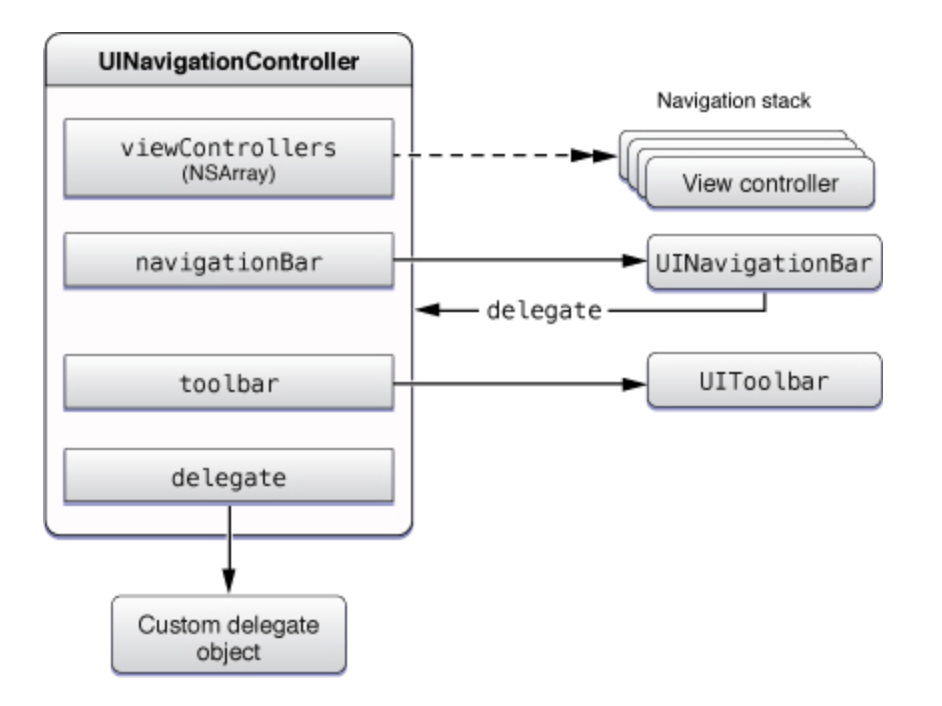 UINavigationController
Navigation stack
viewControllers
(NSArray)
View controller
navigationBar
UINavigationBar
delegate
toolbar
UIToolbar
delegate
Custom delegate
object